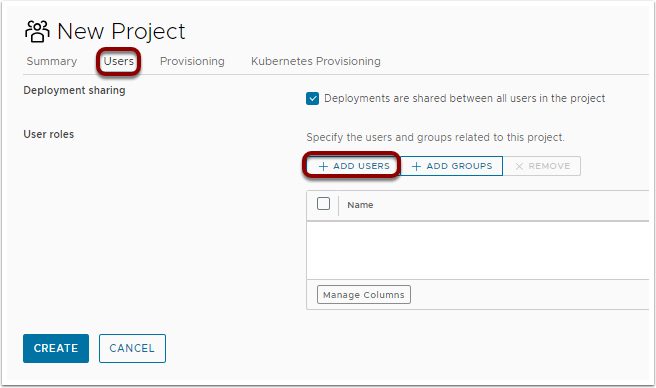 New Project
Summary Users Provisioning Kubernetes Provisioning
Deployment sharing
Deployments are shared between all users in the project
User roles
Specify the users and groups related to this project.
+ ADD USERS + ADD GROUPS × REMOVE
Name
Manage Columns
CREATE CANCEL